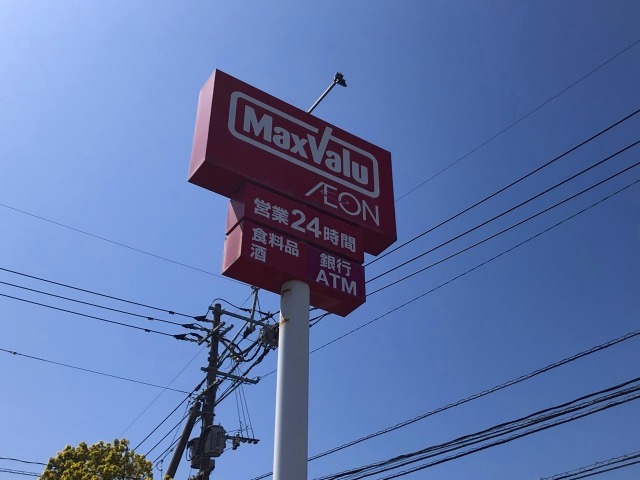 MaxValu
ÆON
営業24時間
食料品
酒
銀行
ATM